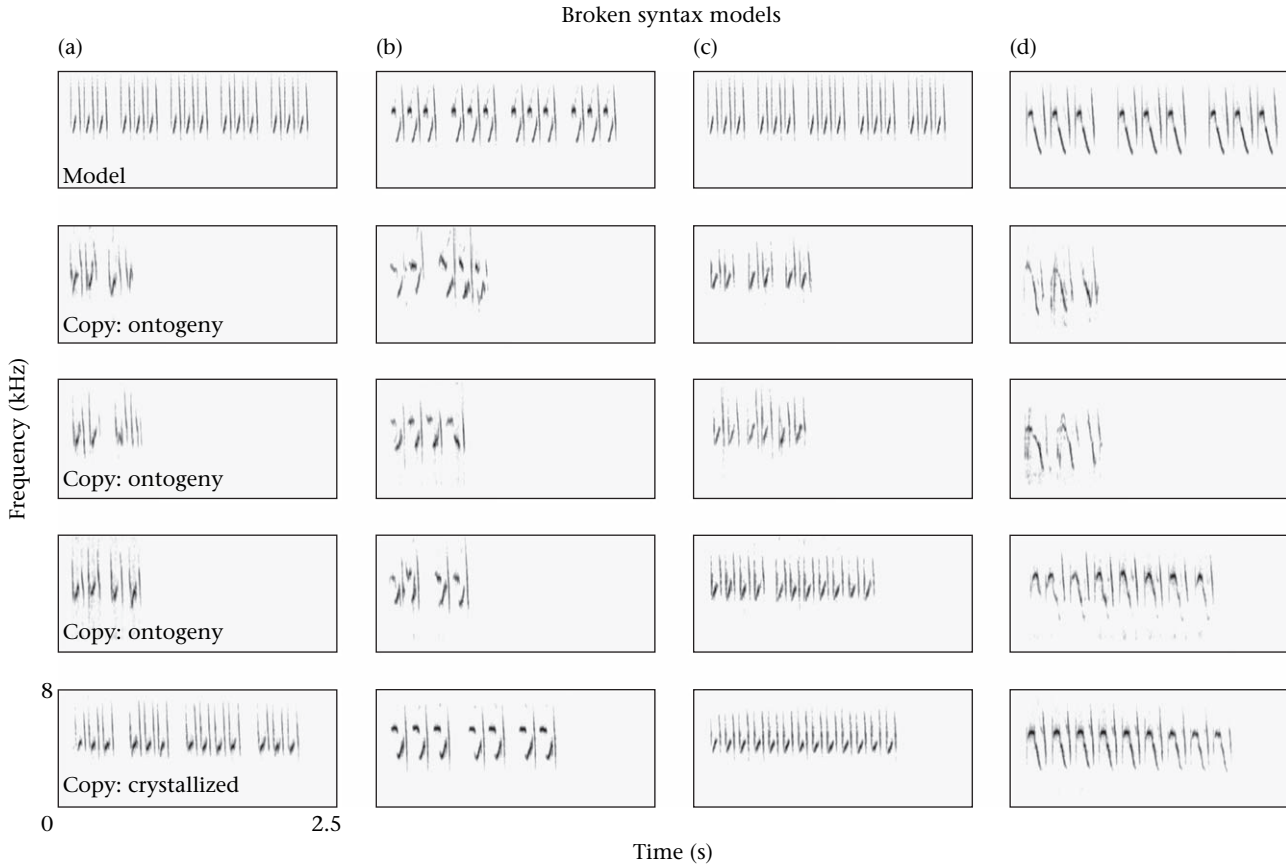 Broken syntax models
(a)
(b)
(c)
(d)
Model
Copy: ontogeny
Copy: ontogeny
Copy: ontogeny
Copy: crystallized
Frequency (kHz)
8
0
2.5
Time (s)